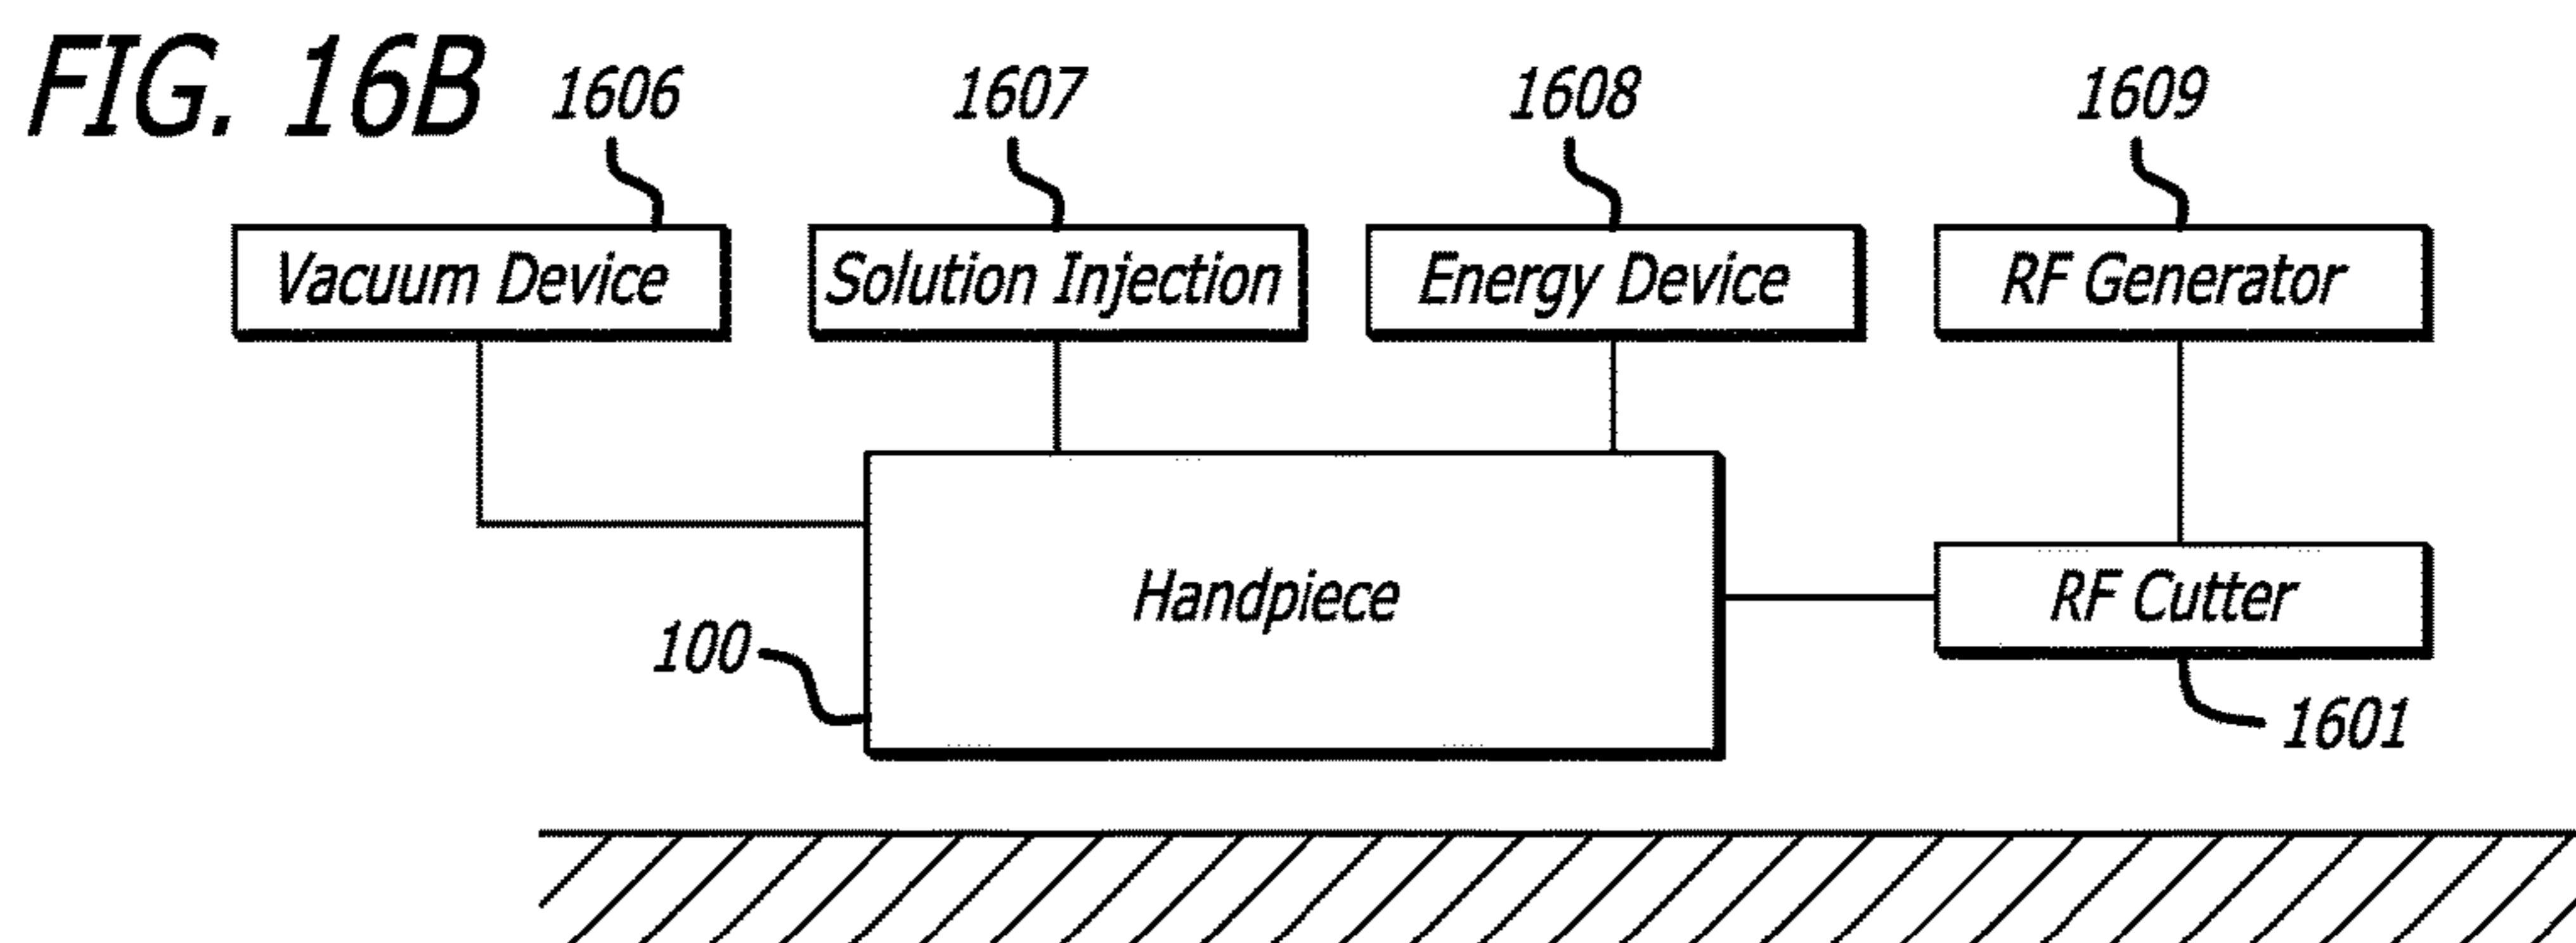 FIG. 16B
1606
1607
1608
1609
Vacuum Device
Solution Injection
Energy Device
RF Generator
Handpiece
RF Cutter
100
1601